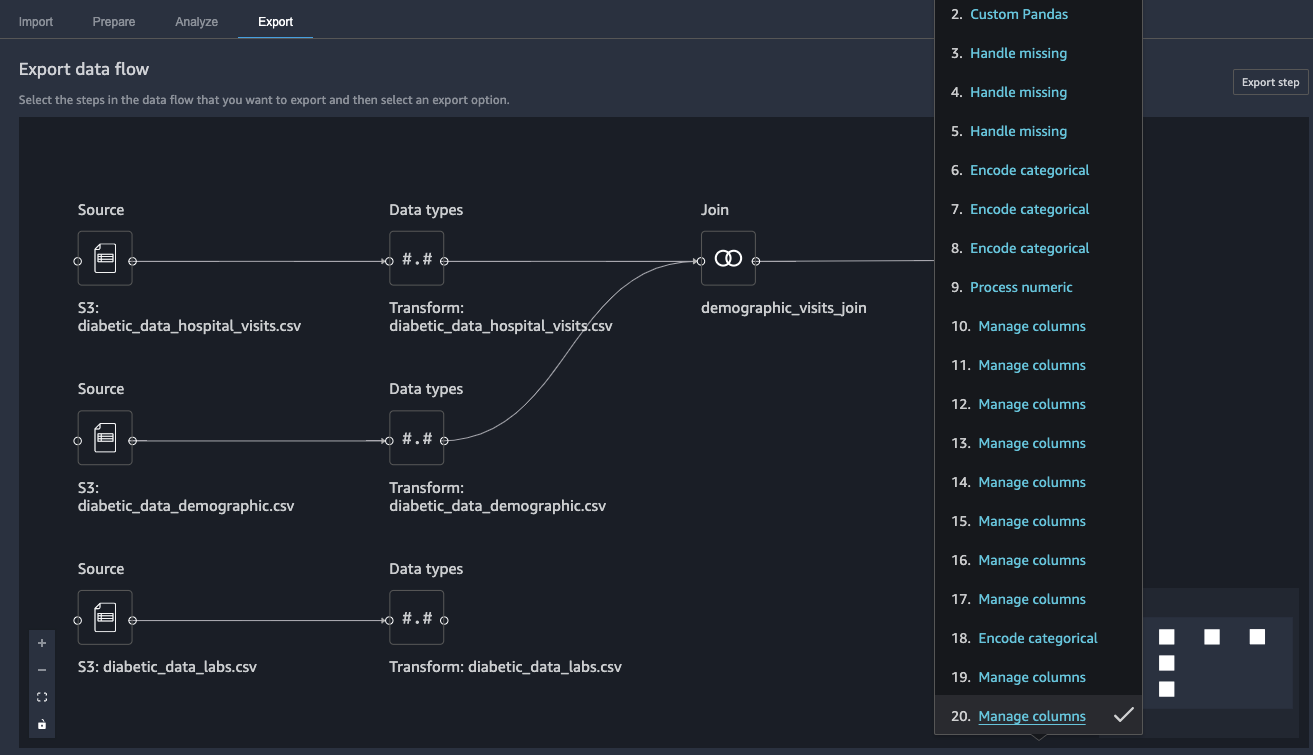 Import
Prepare
Analyze
Export
Export data flow
Select the steps in the data flow that you want to export and then select an export option.
Export step
Source
Data types
Join
#.#
S3:
diabetic_data_hospital_visits.csv
Transform:
diabetic_data_hospital_visits.csv
demographic_visits_join
Source
Data types
#.#
S3:
diabetic_data_demographic.csv
Transform:
diabetic_data_demographic.csv
Source
Data types
#.#
S3: diabetic_data_labs.csv
Transform: diabetic_data_labs.csv
2. Custom Pandas
3. Handle missing
4. Handle missing
5. Handle missing
6. Encode categorical
7. Encode categorical
8. Encode categorical
9. Process numeric
10. Manage columns
11. Manage columns
12. Manage columns
13. Manage columns
14. Manage columns
15. Manage columns
16. Manage columns
17. Manage columns
18. Encode categorical
19. Manage columns
20. Manage columns